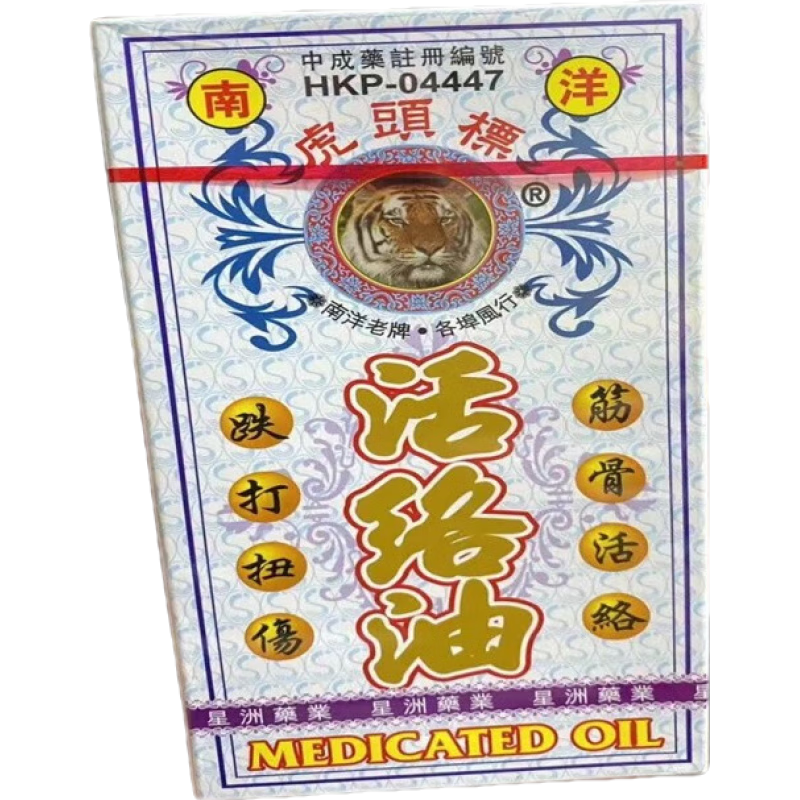 中成藥註冊編號
HKP-04447
南 洋
虎頭標
®
南洋老牌・各埠風行
活絡油
筋骨活絡
跌打扭傷
星洲藥業 星洲藥業 星洲藥業 星
MEDICATED OIL